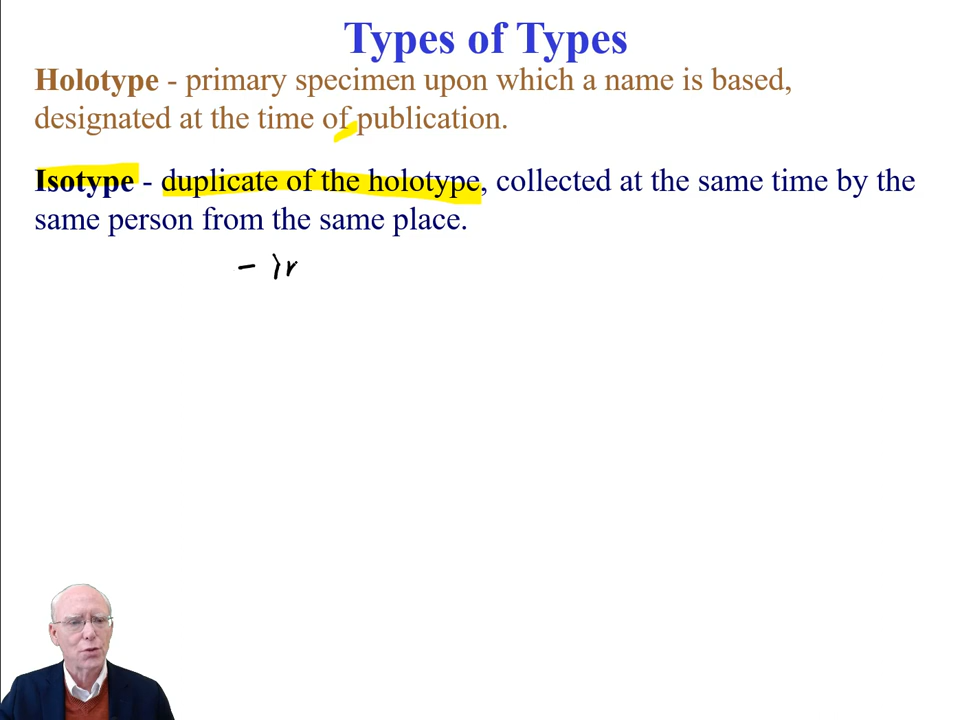 Types of Types
Holotype - primary specimen upon which a name is based,
designated at the time of publication.
Isotype - duplicate of the holotype, collected at the same time by the
same person from the same place.